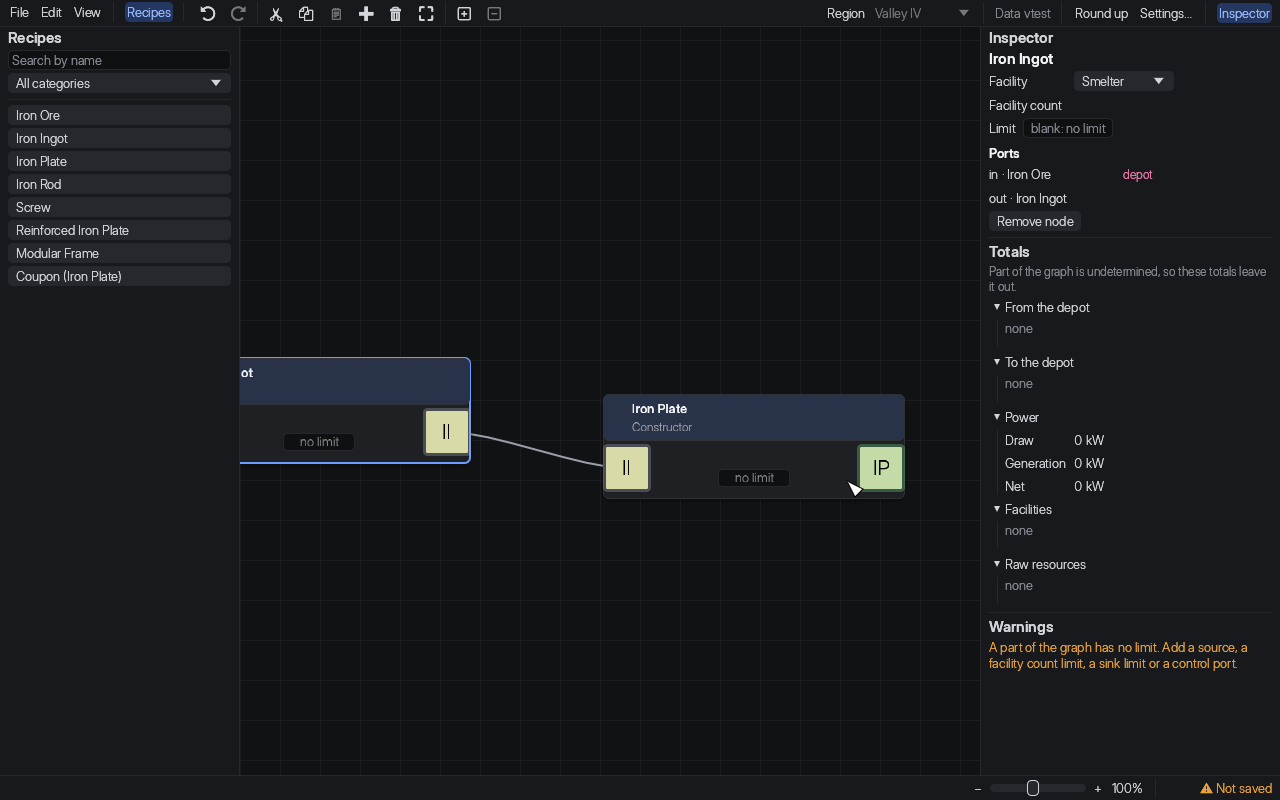 File Edit View Recipes Region Valley IV Data vtest Round up Settings... Inspector
Recipes
Search by name
All categories
Iron Ore
Iron Ingot
Iron Plate
Iron Rod
Screw
Reinforced Iron Plate
Modular Frame
Coupon (Iron Plate)
ot
II
no limit
Iron Plate
Constructor
II
IP
no limit
Inspector
Iron Ingot
Facility Smelter
Facility count
Limit blank: no limit
Ports
in · Iron Ore depot
out · Iron Ingot
Remove node
Totals
Part of the graph is undetermined, so these totals leave
it out.
From the depot
none
To the depot
none
Power
Draw 0 kW
Generation 0 kW
Net 0 kW
Facilities
none
Raw resources
none
Warnings
A part of the graph has no limit. Add a source, a
facility count limit, a sink limit or a control port.
− + 100% Not saved